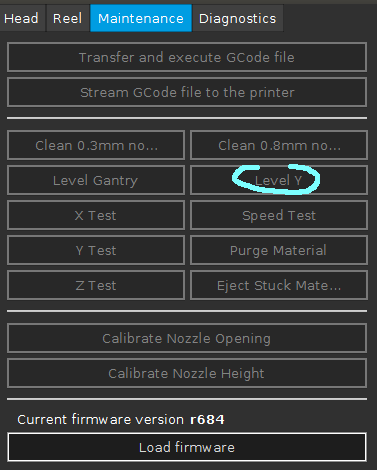 Head Reel Maintenance Diagnostics
Transfer and execute GCode file
Stream GCode file to the printer
Clean 0.3mm no... Clean 0.8mm no...
Level Gantry Level Y
X Test Speed Test
Y Test Purge Material
Z Test Eject Stuck Mate...
Calibrate Nozzle Opening
Calibrate Nozzle Height
Current firmware version r684
Load firmware